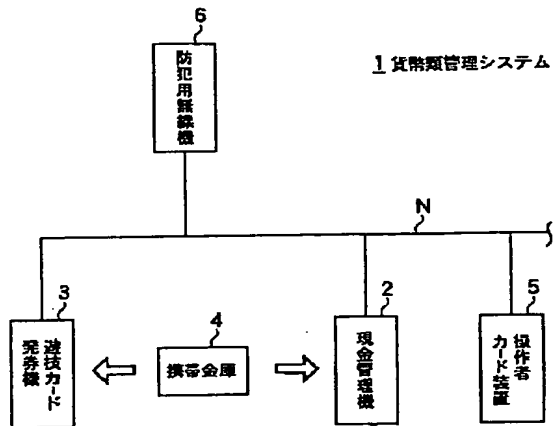 6
防犯用無線機
1 貨幣類管理システム
N
3
遊技カード
発券機
4
携帯金庫
2
現金管理機
5
操作者
カード装置